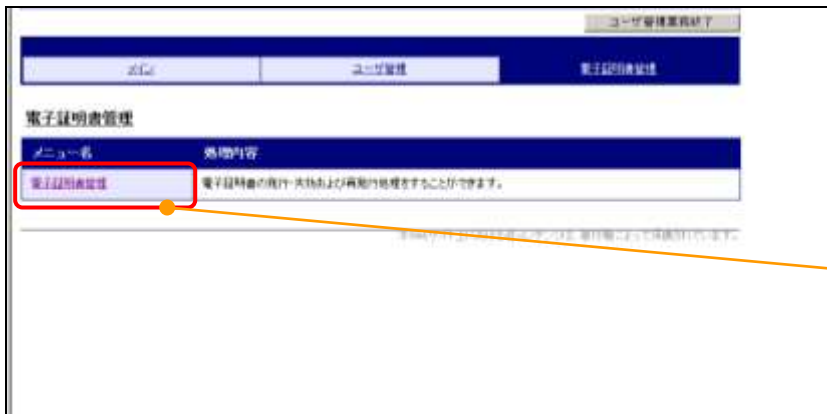 ユーザ管理業務終了
メイン
ユーザ管理
電子証明書管理
電子証明書管理
メニュー名
処理内容
電子証明書管理
電子証明書の発行・失効および再発行処理をすることができます。